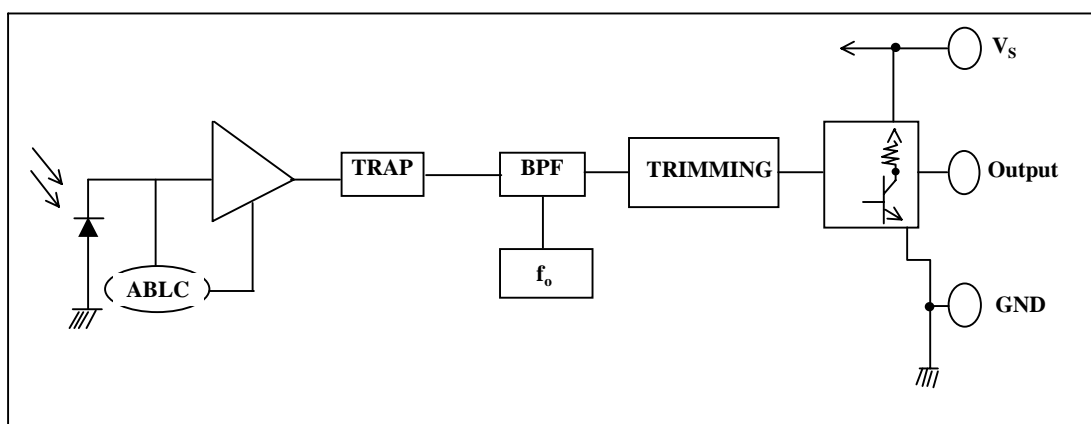 V_S
TRAP
BPF
TRIMMING
Output
ABLC
f_o
GND